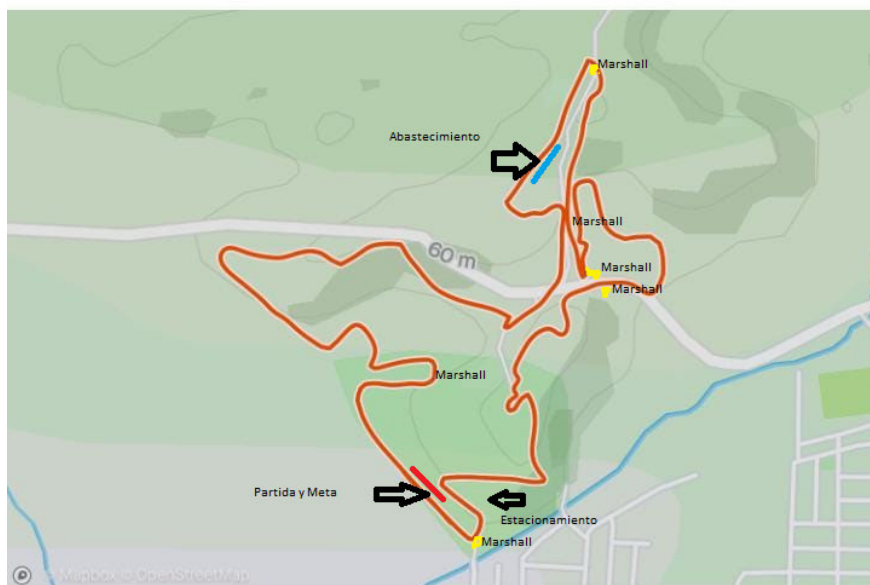 Marshall
Abastecimiento
Marshall
60 m
Marshall
Marshall
Marshall
Partida y Meta
Estacionamiento
Marshall
© Mapbox © OpenStreetMap